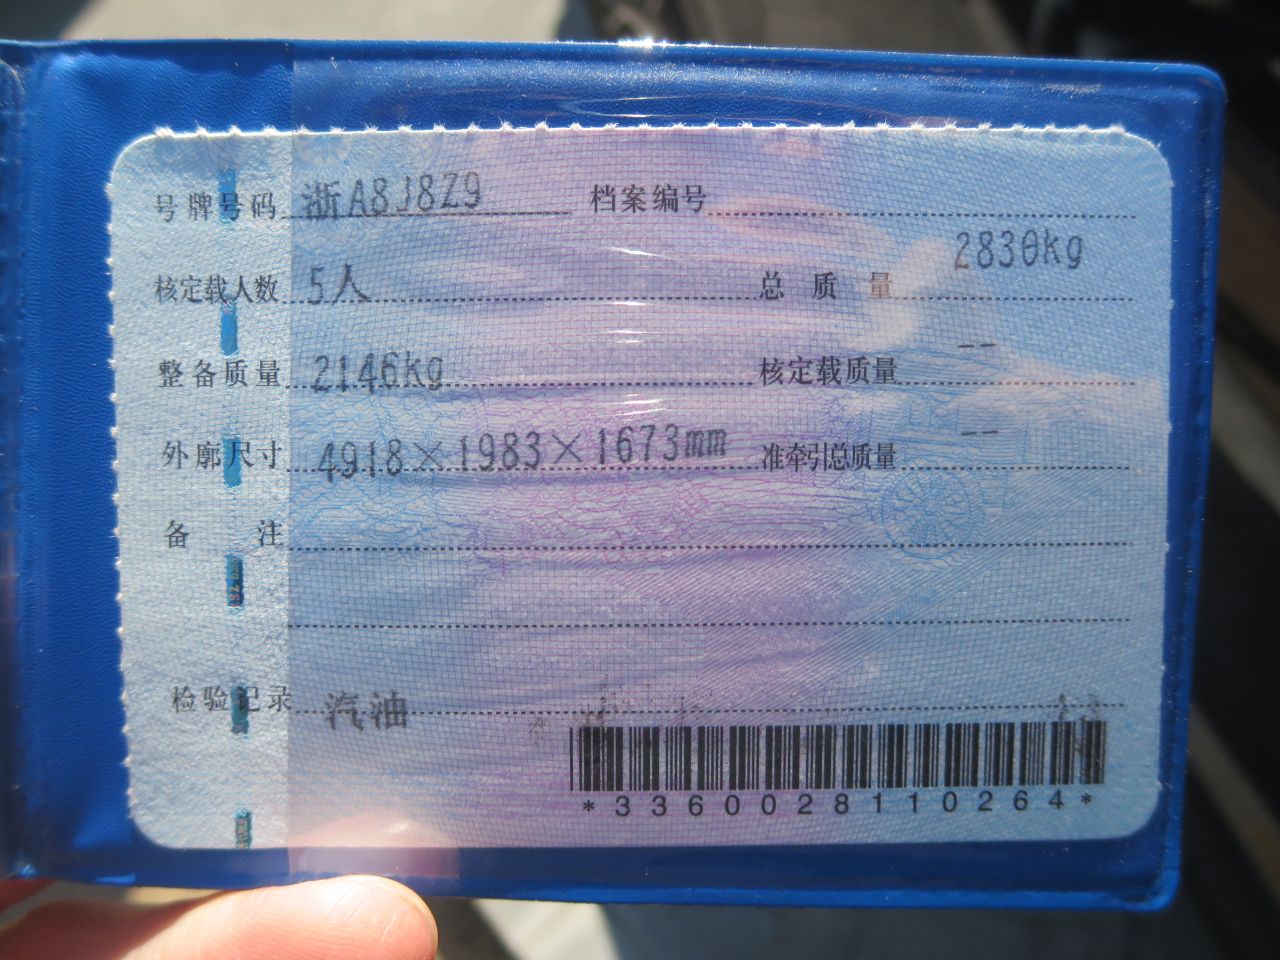 号牌号码 浙A8J8Z9 档案编号
核定载人数 5人 总质量 2830kg
整备质量 2146kg 核定载质量 --
外廓尺寸 4918×1983×1673mm 准牵引总质量 --
备注
检验记录 汽油
*3360028110264*